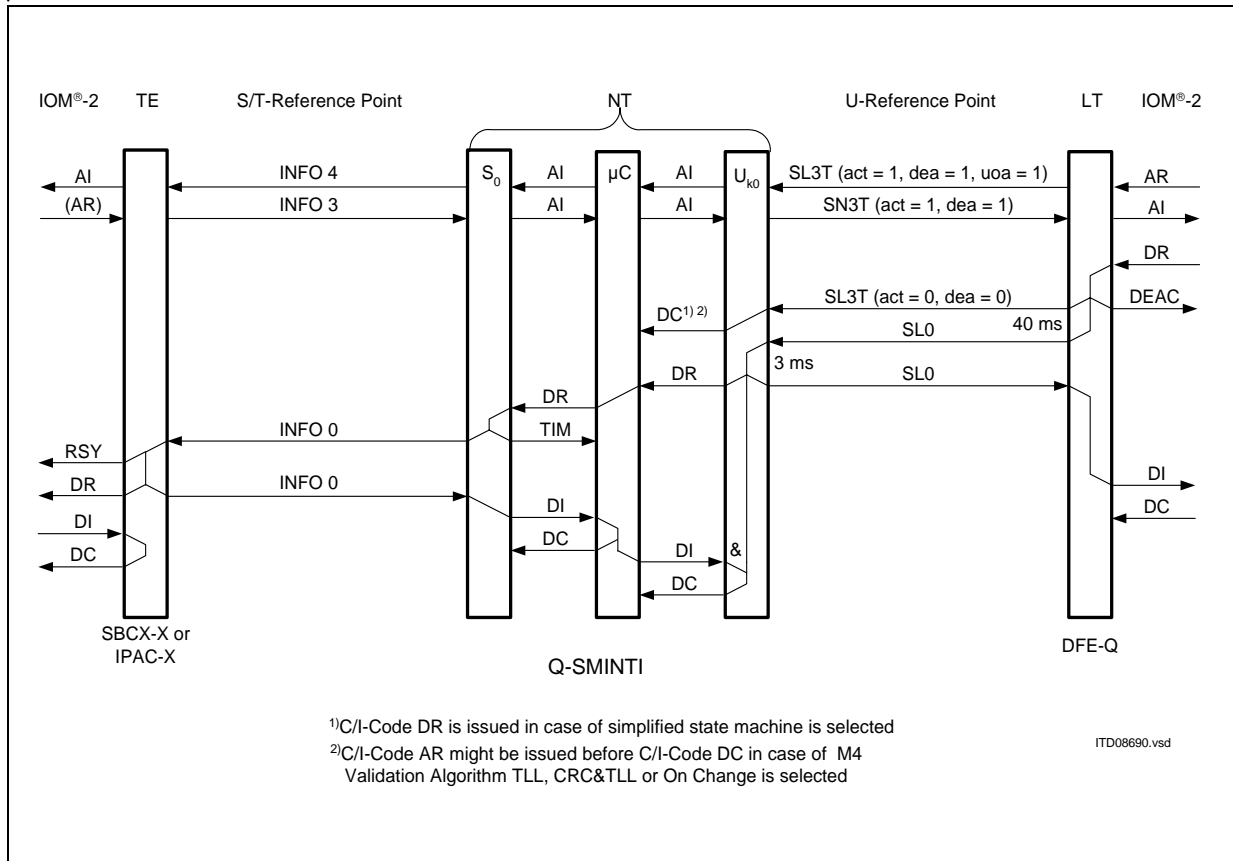 IOM®-2 TE S/T-Reference Point NT U-Reference Point LT IOM®-2
S0 µC Uk0
AI INFO 4 AI AI SL3T (act = 1, dea = 1, uoa = 1) AR
(AR) INFO 3 AI AI SN3T (act = 1, dea = 1) AI
DR
SL3T (act = 0, dea = 0) DEAC
DC1) 2)
SL0 40 ms
3 ms
DR SL0
DR
INFO 0 TIM
RSY
DR INFO 0 DI
DI DI DC
DC DC DI &
DC
SBCX-X or
IPAC-X
Q-SMINTI
DFE-Q
1)C/I-Code DR is issued in case of simplified state machine is selected
2)C/I-Code AR might be issued before C/I-Code DC in case of M4
Validation Algorithm TLL, CRC&TLL or On Change is selected
ITD08690.vsd